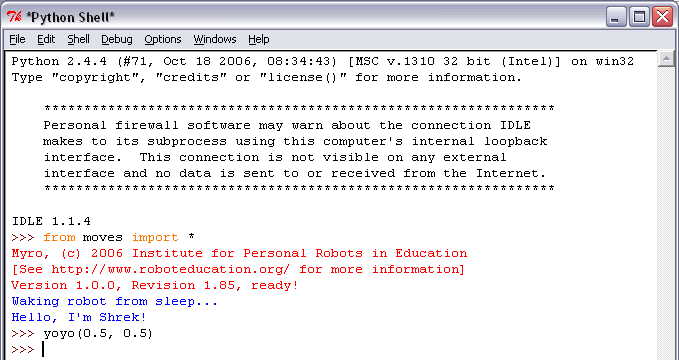 *Python Shell*
File Edit Shell Debug Options Windows Help
Python 2.4.4 (#71, Oct 18 2006, 08:34:43) [MSC v.1310 32 bit (Intel)] on win32
Type "copyright", "credits" or "license()" for more information.
****************************************************************
Personal firewall software may warn about the connection IDLE
makes to its subprocess using this computer's internal loopback
interface.  This connection is not visible on any external
interface and no data is sent to or received from the Internet.
****************************************************************
IDLE 1.1.4
>>> from moves import *
Myro, (c) 2006 Institute for Personal Robots in Education
[See http://www.roboteducation.org/ for more information]
Version 1.0.0, Revision 1.85, ready!
Waking robot from sleep...
Hello, I'm Shrek!
>>> yoyo(0.5, 0.5)
>>>